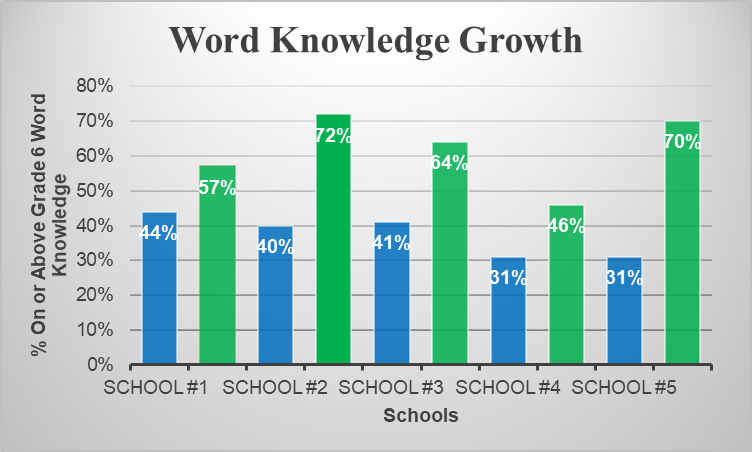 Word Knowledge Growth
% On or Above Grade 6 Word
Knowledge
80%
70%
60%
50%
40%
30%
20%
10%
0%
44%
57%
40%
72%
41%
64%
31%
46%
31%
70%
SCHOOL #1
SCHOOL #2
SCHOOL #3
SCHOOL #4
SCHOOL #5
Schools